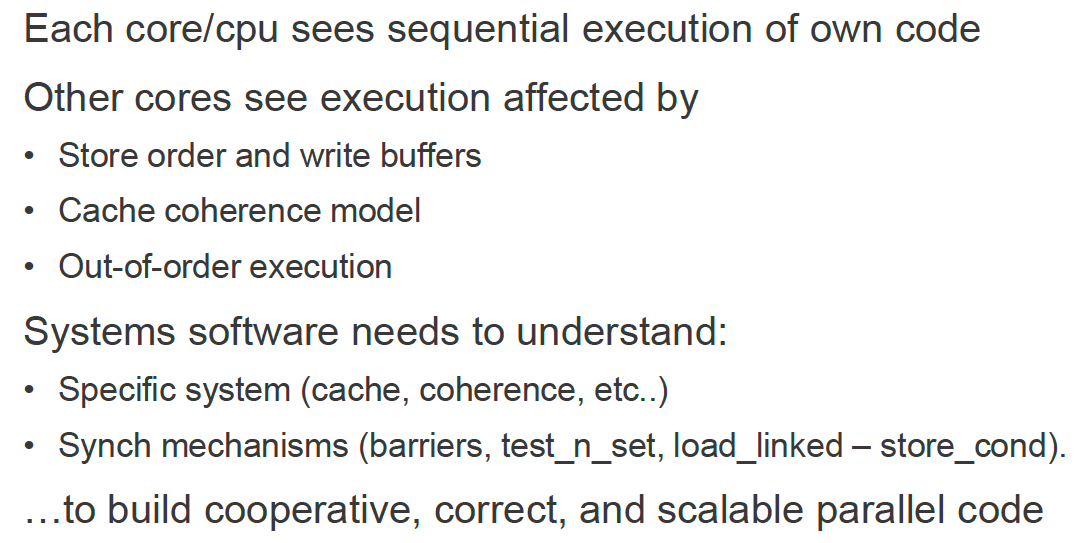 Each core/cpu sees sequential execution of own code
Other cores see execution affected by
• Store order and write buffers
• Cache coherence model
• Out-of-order execution
Systems software needs to understand:
• Specific system (cache, coherence, etc..)
• Synch mechanisms (barriers, test_n_set, load_linked – store_cond).
…to build cooperative, correct, and scalable parallel code